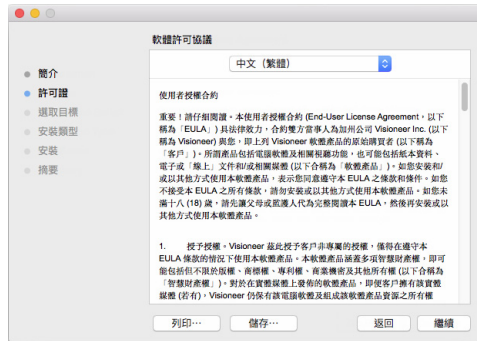 軟體許可協議
中文（繁體）
簡介
許可證
選取目標
安裝類型
安裝
摘要
使用者授權合約
重要！請仔細閱讀。本使用者授權合約 (End-User License Agreement，以下
稱為「EULA」) 具法律效力，合約雙方當事人為加州公司 Visioneer Inc. (以下
稱為 Visioneer) 與您，即上列 Visioneer 軟體產品的原始購買者 (以下稱為
「客戶」)。所謂產品包括電腦軟體及相關視聽功能，也可能包括紙本資料、
電子或「線上」文件和/或相關媒體 (以下合稱為「軟體產品」)。如您安裝和/
或以其他方式使用本軟體產品，表示您同意遵守本 EULA 之條款和條件。如您
不接受本 EULA 之所有條款，請勿安裝或以其他方式使用本軟體產品。如您未
滿十八 (18) 歲，請先讓父母或監護人代為完整閱讀本 EULA，然後再安裝或以
其他方式使用本軟體產品。
1. 授予授權。Visioneer 茲此授予客戶非專屬的授權，僅得在遵守本
EULA 條款的情況下使用本軟體產品。本軟體產品涵蓋多項智慧財產權，即可
能包括但不限於版權、商標權、專利權、商業機密及其他所有權 (以下合稱為
「智慧財產權」)。對於在實體媒體上發佈的軟體產品，即便客戶擁有該實體
媒體 (若有)，Visioneer 仍保有該電腦軟體及組成該軟體產品資源之所有權
列印⋯
儲存⋯
返回
繼續